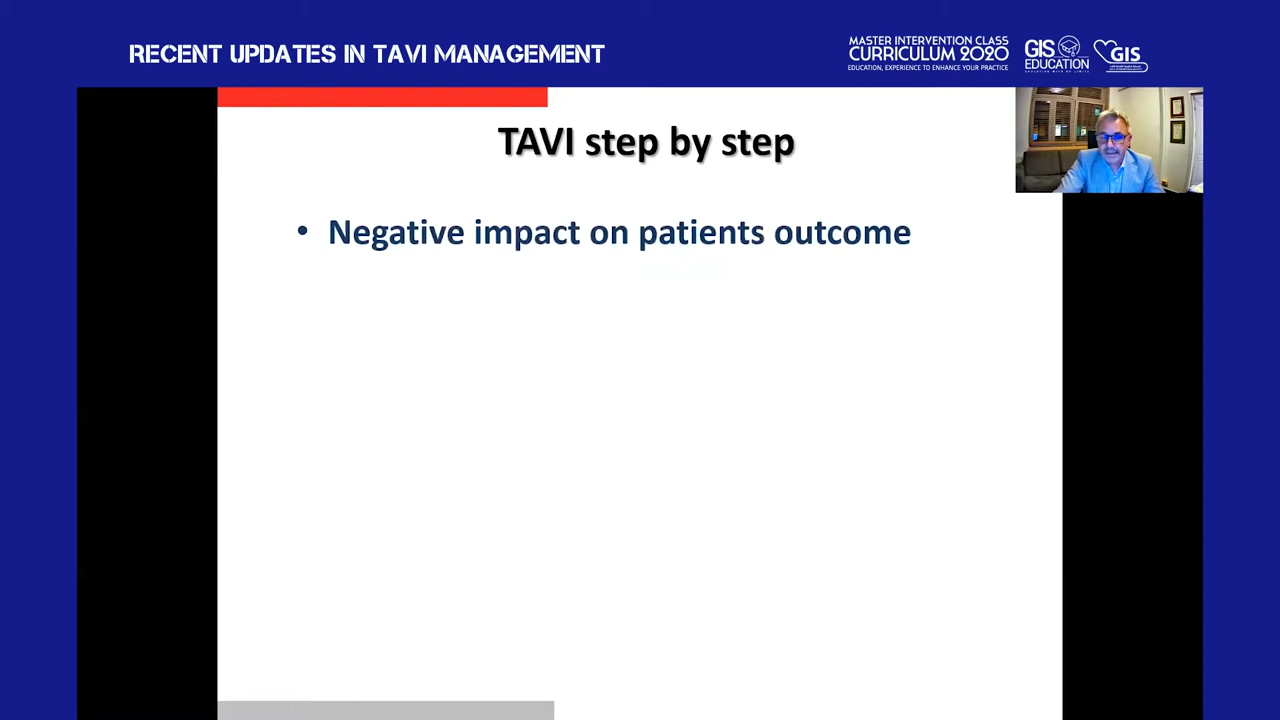 RECENT UPDATES IN TAVI MANAGEMENT
MASTER INTERVENTION CLASS
CURRICULUM 2020
EDUCATION, EXPERIENCE TO ENHANCE YOUR PRACTICE
GIS
EDUCATION
GIS
TAVI step by step
• Negative impact on patients outcome